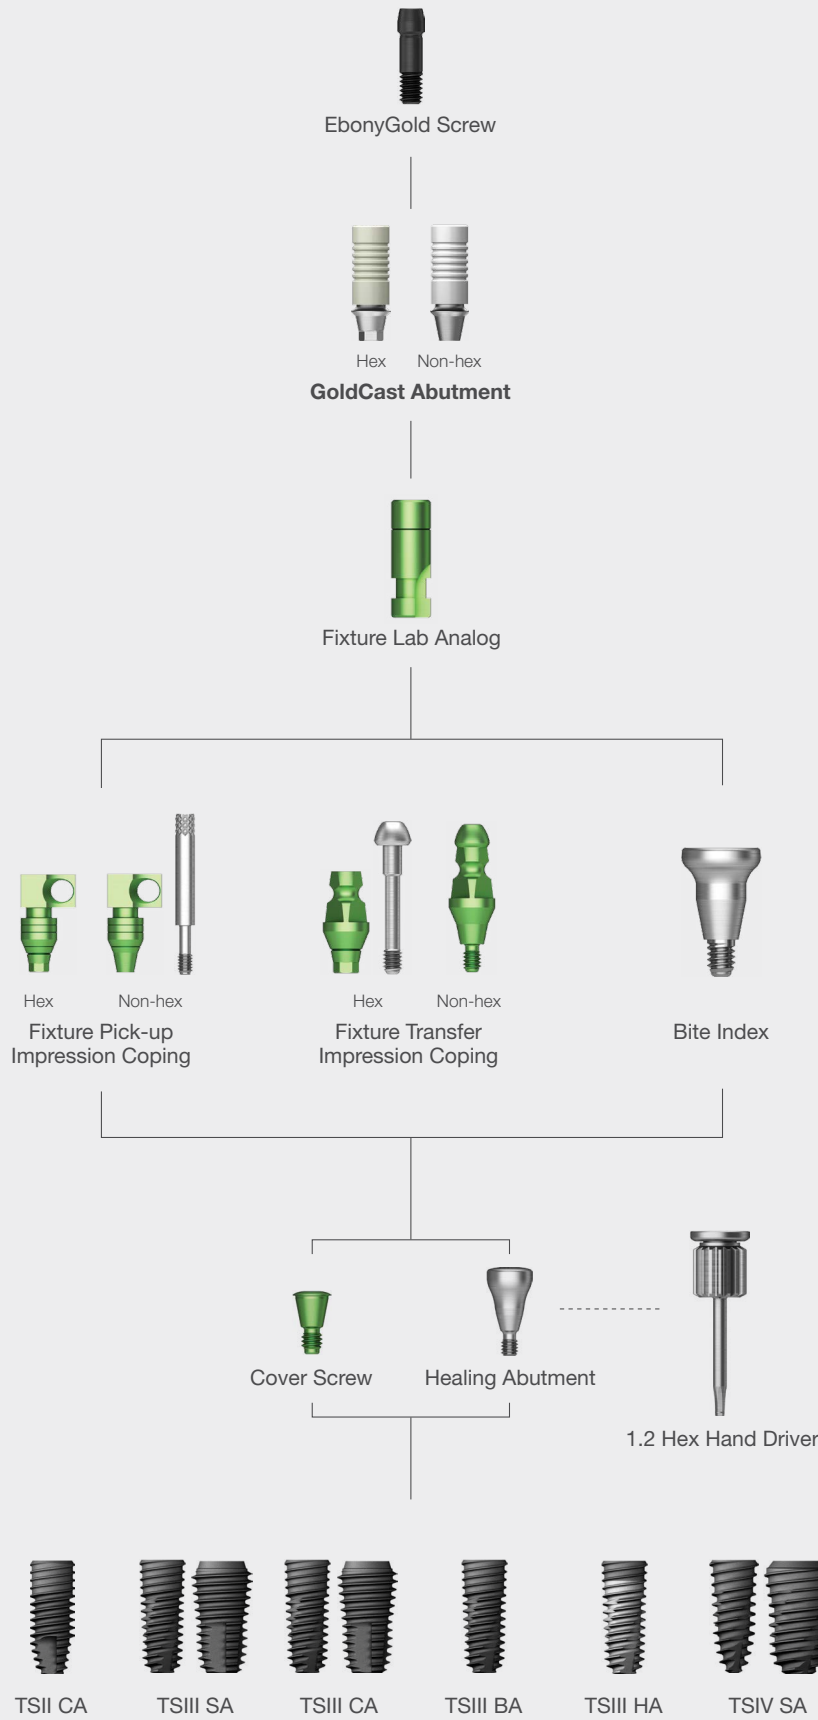 EbonyGold Screw
Hex Non-hex
GoldCast Abutment
Fixture Lab Analog
Hex Non-hex Hex Non-hex
Fixture Pick-up Fixture Transfer Bite Index
Impression Coping Impression Coping
Cover Screw Healing Abutment
1.2 Hex Hand Driver
TSII CA TSIII SA TSIII CA TSIII BA TSIII HA TSIV SA